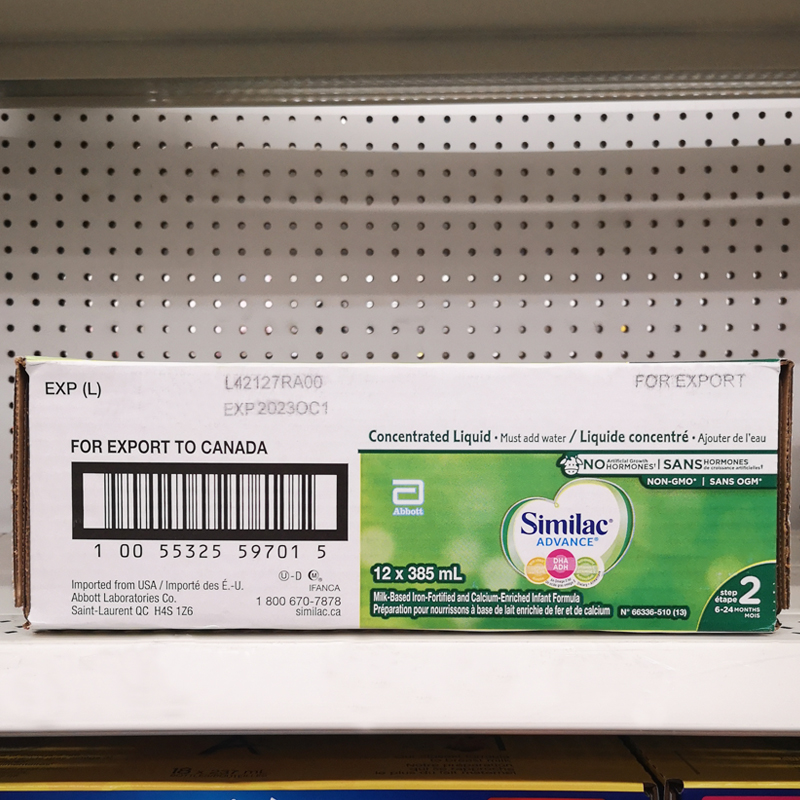 EXP (L)
L42127RA00
EXP 2023OC1
FOR EXPORT
FOR EXPORT TO CANADA
1 00 55325 59701 5
U-D M
IFANCA
Imported from USA / Importé des É.-U.
Abbott Laboratories Co.
Saint-Laurent QC H4S 1Z6
1 800 670-7878
similac.ca
Concentrated Liquid • Must add water / Liquide concentré • Ajouter de l'eau
NO Artificial Growth HORMONES† | SANS HORMONES de croissance artificielles‡
NON-GMO* | SANS OGM*
Abbott
Similac®
ADVANCE®
DHA
ADH
12 x 385 mL
Milk-Based Iron-Fortified and Calcium-Enriched Infant Formula
Préparation pour nourrissons à base de lait enrichie de fer et de calcium
N° 66336-510 (13)
step
étape 2
6-24 MONTHS
MOIS